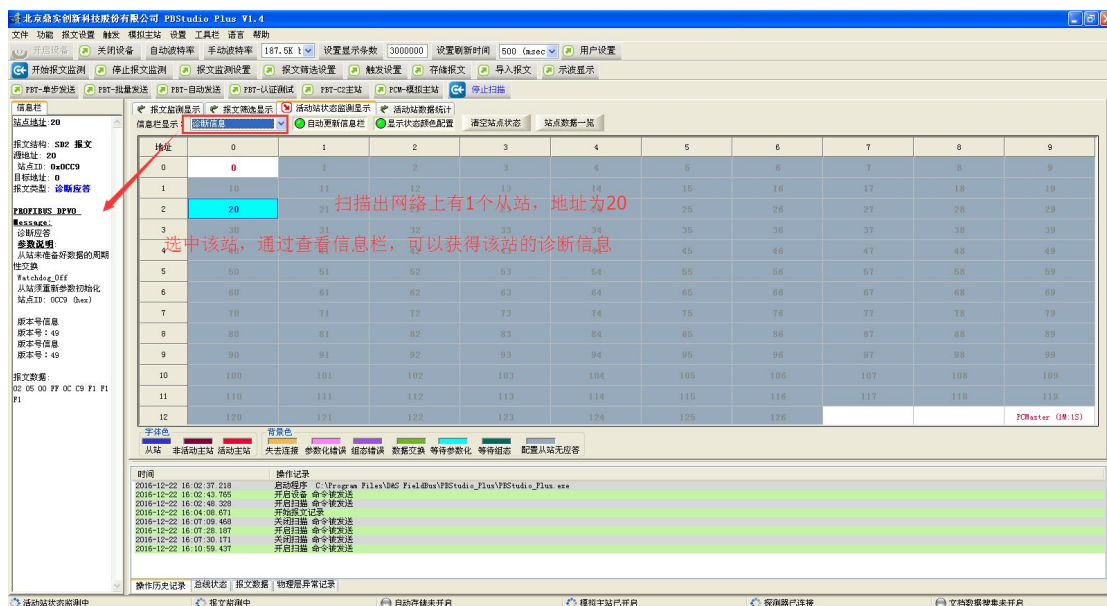 北京鼎实创新科技股份有限公司 PBStudio Plus V1.4
文件 功能 报文设置 触发 模拟主站 设置 工具栏 语言 帮助
开启设备 关闭设备 自动波特率 手动波特率 187.5K 设置显示条数 3000000 设置刷新时间 500 (msec 用户设置
开始报文监测 停止报文监测 报文监测设置 报文筛选设置 触发设置 存储报文 导入报文 示波显示
PBT-单步发送 PBT-批量发送 PBT-自动发送 PBT-认证测试 PBT-C2主站 PCM-模拟主站 停止扫描
信息栏
站点地址:20
报文结构: SD2 报文
源地址: 20
站点ID: 0x0CC9
目标地址: 0
报文类型: 诊断应答
PROFIBUS DPV0
Message:
诊断应答
参数说明:
从站未准备好数据的周期
性交换
Watchdog_Off
从站须重新参数初始化
站点ID: 0CC9 (hex)
版本号信息
版本号：49
版本号信息
版本号：49
报文数据:
02 05 00 FF 0C C9 F1 F1
F1
报文监测显示 报文筛选显示 活动站状态监测显示 活动站数据统计
信息栏显示： 诊断信息 自动更新信息栏 显示状态颜色配置 清空站点状态 站点数据一览
地址 0 1 2 3 4 5 6 7 8 9
0 0 1 2 3 4 5 6 7 8 9
1 10 11 12 13 14 15 16 17 18 19
2 20 21 25 26 27 28 29
扫描出网络上有1个从站，地址为20
3 30 31 32 33 34 35 36 37 38 39
选中该站，通过查看信息栏，可以获得该站的诊断信息
4 45 46 47 48 49
5 50 51 52 53 54 55 56 57 58 59
6 60 61 62 63 64 65 66 67 68 69
7 70 71 72 73 74 75 76 77 78 79
8 80 81 82 83 84 85 86 87 88 89
9 90 91 92 93 94 95 96 97 98 99
10 100 101 102 103 104 105 106 107 108 109
11 110 111 112 113 114 115 116 117 118 119
12 120 121 122 123 124 125 126 PCMaster (1M:1S)
字体色 背景色
从站 非活动主站 活动主站 失去连接 参数化错误 组态错误 数据交换 等待参数化 等待组态 配置从站无应答
时间 操作记录
2016-12-22 16:02:37.218 启动程序 C:\Program Files\D&S FieldBus\PBStudio_Plus\PBStudio_Plus.exe
2016-12-22 16:02:43.765 开启设备 命令被发送
2016-12-22 16:02:48.328 开启扫描 命令被发送
2016-12-22 16:04:08.671 开始报文记录
2016-12-22 16:07:09.468 关闭扫描 命令被发送
2016-12-22 16:07:28.187 开启扫描 命令被发送
2016-12-22 16:07:30.171 关闭扫描 命令被发送
2016-12-22 16:10:59.437 开启扫描 命令被发送
操作历史记录 总线状态 报文数据 物理层异常记录
活动站状态监测中 报文监测中 自动存储未开启 模拟主站已开启 探测器已连接 文档数据搜集未开启